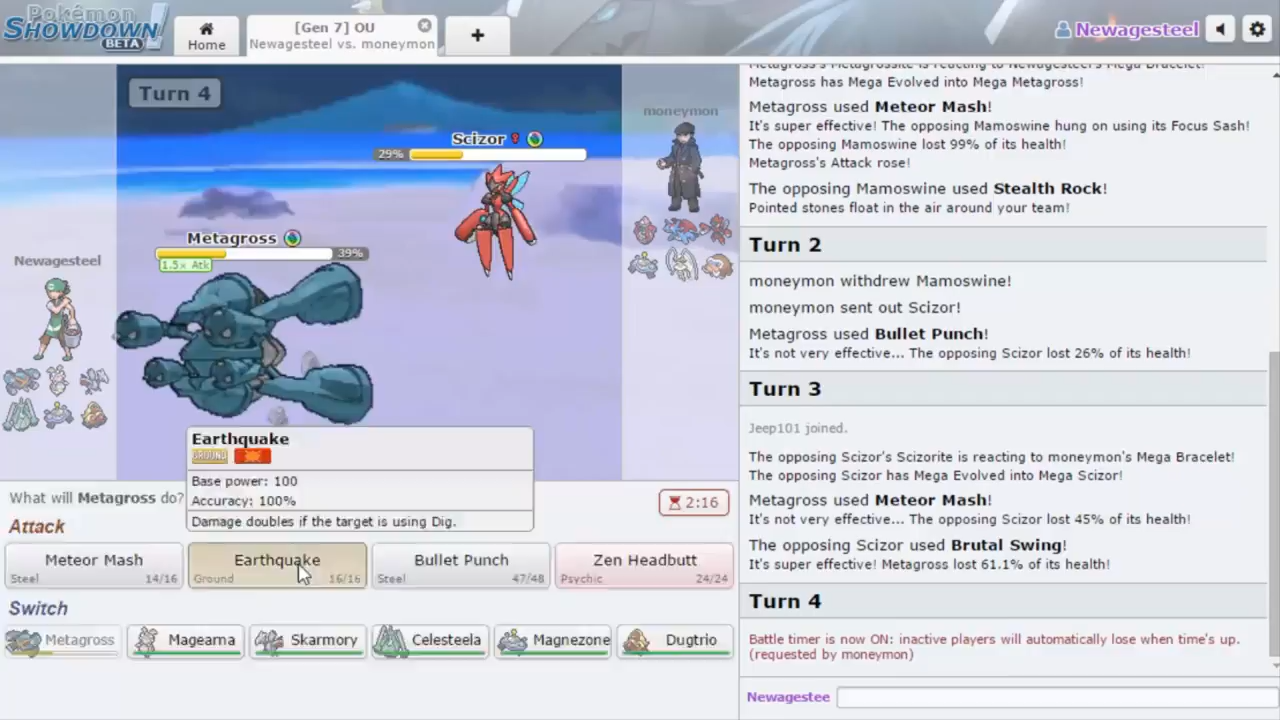 Pokémon
SHOWDOWN!
BETA
Home
[Gen 7] OU
Newagesteel vs. moneymon
+
Newagesteel
Turn 4
moneymon
Scizor
29%
Metagross
39%
1.5× Atk
Newagesteel
Earthquake
GROUND
Base power: 100
Accuracy: 100%
Damage doubles if the target is using Dig.
What will Metagross do?
2:16
Attack
Meteor Mash
Steel 14/16
Earthquake
Ground 16/16
Bullet Punch
Steel 47/48
Zen Headbutt
Psychic 24/24
Switch
Metagross
Magearna
Skarmory
Celesteela
Magnezone
Dugtrio
Metagross's Metagrossite is reacting to Newagesteel's Mega Bracelet!
Metagross has Mega Evolved into Mega Metagross!
Metagross used Meteor Mash!
It's super effective! The opposing Mamoswine hung on using its Focus Sash!
The opposing Mamoswine lost 99% of its health!
Metagross's Attack rose!
The opposing Mamoswine used Stealth Rock!
Pointed stones float in the air around your team!
Turn 2
moneymon withdrew Mamoswine!
moneymon sent out Scizor!
Metagross used Bullet Punch!
It's not very effective... The opposing Scizor lost 26% of its health!
Turn 3
Jeep101 joined.
The opposing Scizor's Scizorite is reacting to moneymon's Mega Bracelet!
The opposing Scizor has Mega Evolved into Mega Scizor!
Metagross used Meteor Mash!
It's not very effective... The opposing Scizor lost 45% of its health!
The opposing Scizor used Brutal Swing!
It's super effective! Metagross lost 61.1% of its health!
Turn 4
Battle timer is now ON: inactive players will automatically lose when time's up.
(requested by moneymon)
Newagestee